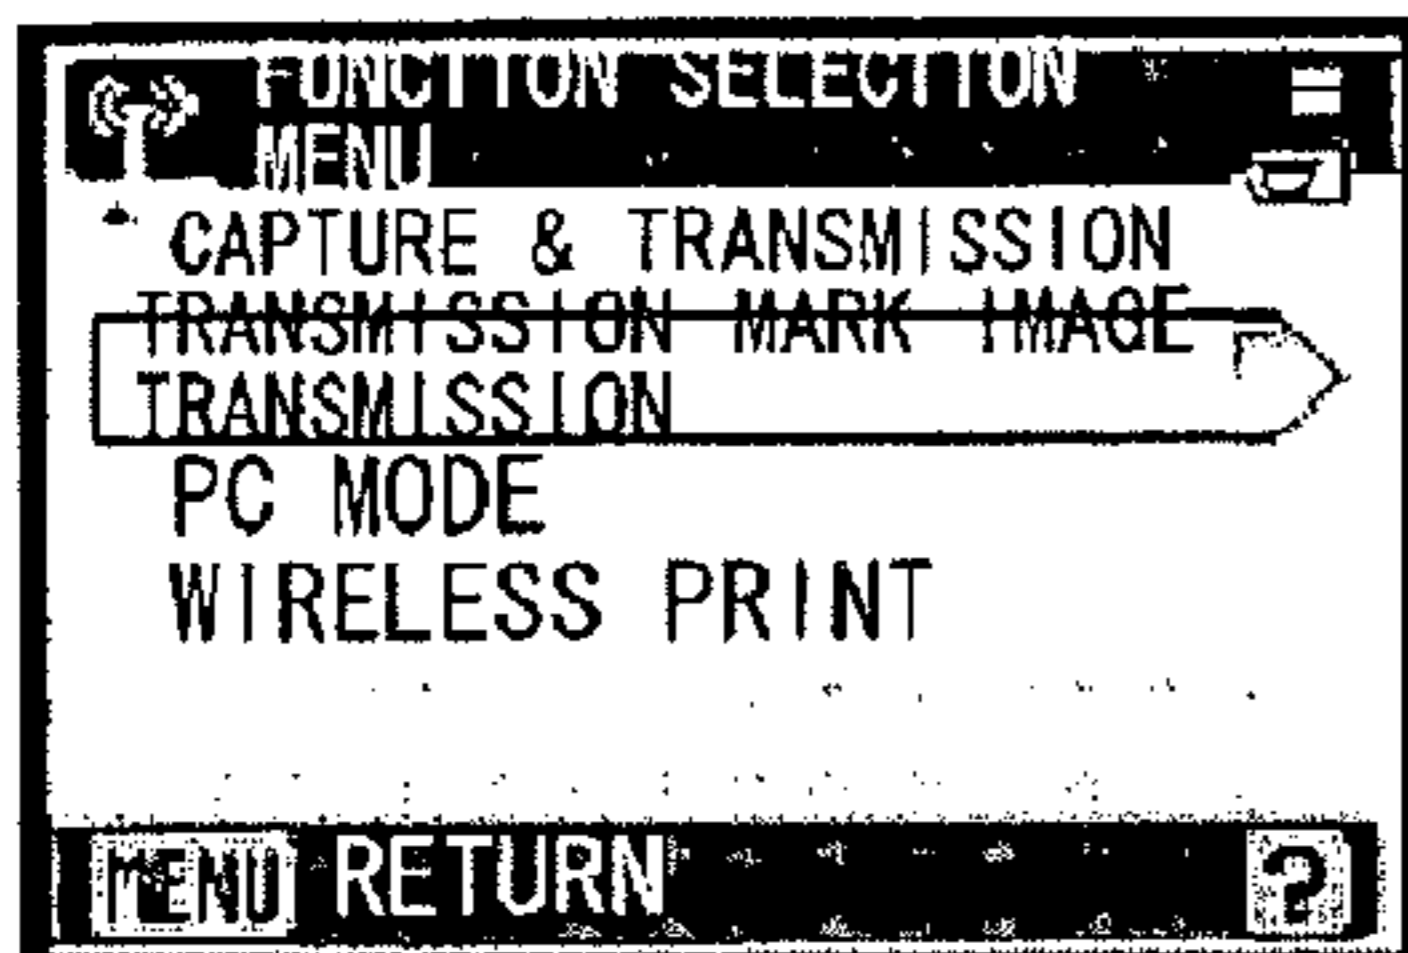 FUNCTION SELECTION
MENU
CAPTURE & TRANSMISSION
TRANSMISSION MARK IMAGE
TRANSMISSION
PC MODE
WIRELESS PRINT
MENU RETURN ?